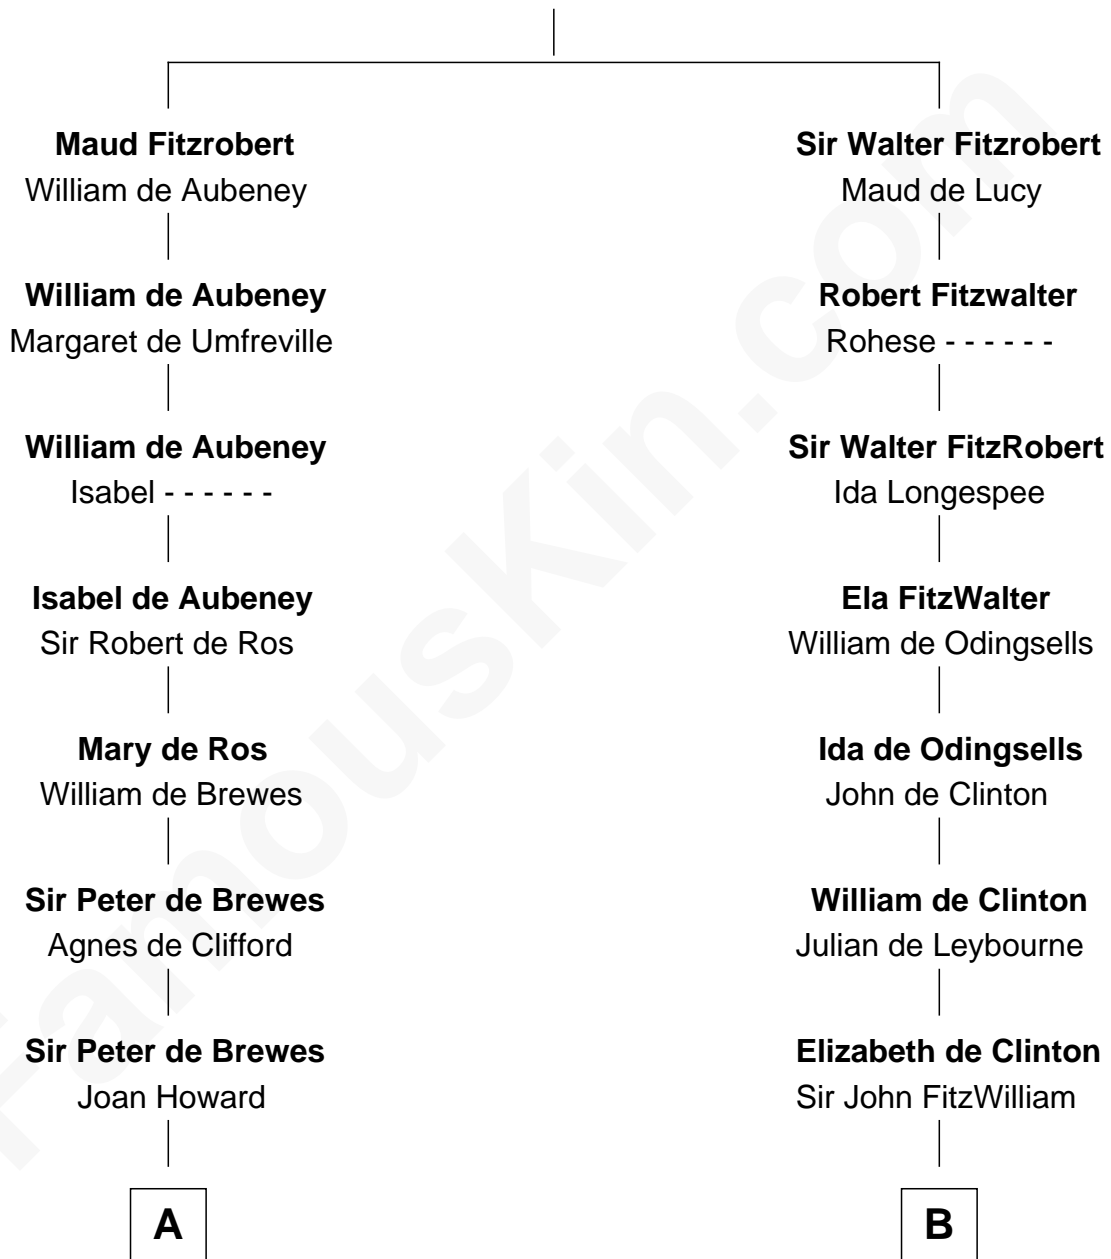 Maud Fitzrobert
William de Aubeney
William de Aubeney
Margaret de Umfreville
William de Aubeney
Isabel - - - - - -
Isabel de Aubeney
Sir Robert de Ros
Mary de Ros
William de Brewes
Sir Peter de Brewes
Agnes de Clifford
Sir Peter de Brewes
Joan Howard
A
Sir Walter Fitzrobert
Maud de Lucy
Robert Fitzwalter
Rohese - - - - - -
Sir Walter FitzRobert
Ida Longespee
Ela FitzWalter
William de Odingsells
Ida de Odingsells
John de Clinton
William de Clinton
Julian de Leybourne
Elizabeth de Clinton
Sir John FitzWilliam
B
FamousKin.com